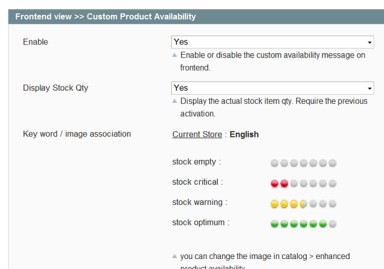 Frontend view >> Custom Product Availability
Enable
Yes
Enable or disable the custom availability message on
frontend.
Display Stock Qty
Yes
Display the actual stock item qty. Require the previous
activation.
Key word / image association
Current Store : English
stock empty :
stock critical :
stock warning :
stock optimum :
you can change the image in catalog > enhanced
product availability